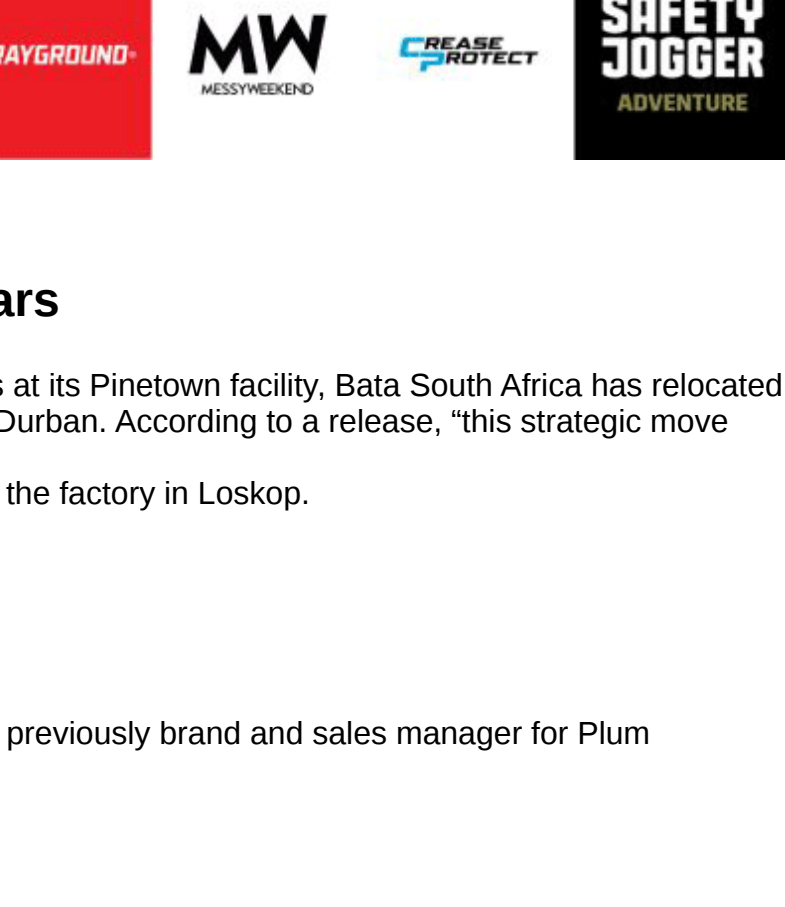 RAYGROUND
MW
MESSYWEEKEND
CREASE
PROTECT
SAFETY
JOGGER
ADVENTURE
ars
s at its Pinetown facility, Bata South Africa has relocated
Durban. According to a release, “this strategic move
the factory in Loskop.
previously brand and sales manager for Plum